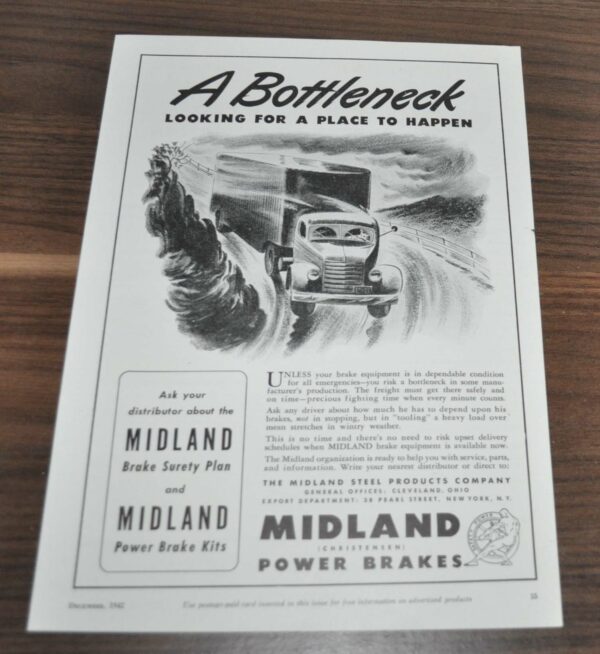 A Bottleneck
LOOKING FOR A PLACE TO HAPPEN
UNLESS your brake equipment is in dependable condition
for all emergencies—you risk a bottleneck in some manu-
facturer's production. The freight must get there safely and
on time—precious fighting time when every minute counts.
Ask any driver about how much he has to depend upon his
brakes, not in stopping, but in "tooling" a heavy load over
mean stretches in wintry weather.
This is no time and there's no need to risk upset delivery
schedules when MIDLAND brake equipment is available now.
The Midland organization is ready to help you with service, parts,
and information. Write your nearest distributor or direct to:
THE MIDLAND STEEL PRODUCTS COMPANY
GENERAL OFFICES: CLEVELAND, OHIO
EXPORT DEPARTMENT: 38 PEARL STREET, NEW YORK, N. Y.
MIDLAND
(CHRISTENSEN)
POWER BRAKES
Ask your
distributor about the
MIDLAND
Brake Surety Plan
and
MIDLAND
Power Brake Kits
DECEMBER, 1942
Use postage-paid card inserted in this issue for free information on advertised products